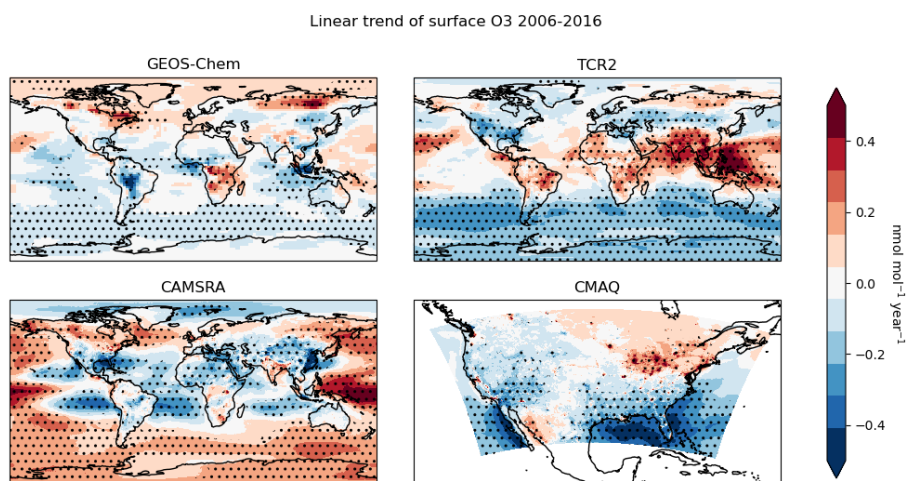 Linear trend of surface O3 2006-2016
GEOS-Chem
TCR2
CAMSRA
CMAQ
0.4
0.2
0.0
−0.2
−0.4
nmol mol⁻¹ year⁻¹